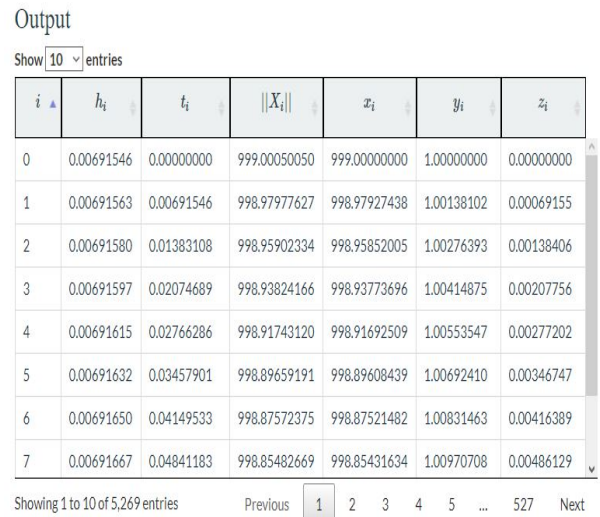 Output
Show 10 entries
i h_i t_i ||X_i|| x_i y_i z_i
0 0.00691546 0.00000000 999.00050050 999.00000000 1.00000000 0.00000000
1 0.00691563 0.00691546 998.97977627 998.97927438 1.00138102 0.00069155
2 0.00691580 0.01383108 998.95902334 998.95852005 1.00276393 0.00138406
3 0.00691597 0.02074689 998.93824166 998.93773696 1.00414875 0.00207756
4 0.00691615 0.02766286 998.91743120 998.91692509 1.00553547 0.00277202
5 0.00691632 0.03457901 998.89659191 998.89608439 1.00692410 0.00346747
6 0.00691650 0.04149533 998.87572375 998.87521482 1.00831463 0.00416389
7 0.00691667 0.04841183 998.85482669 998.85431634 1.00970708 0.00486129
Showing 1 to 10 of 5,269 entries Previous 1 2 3 4 5 ... 527 Next